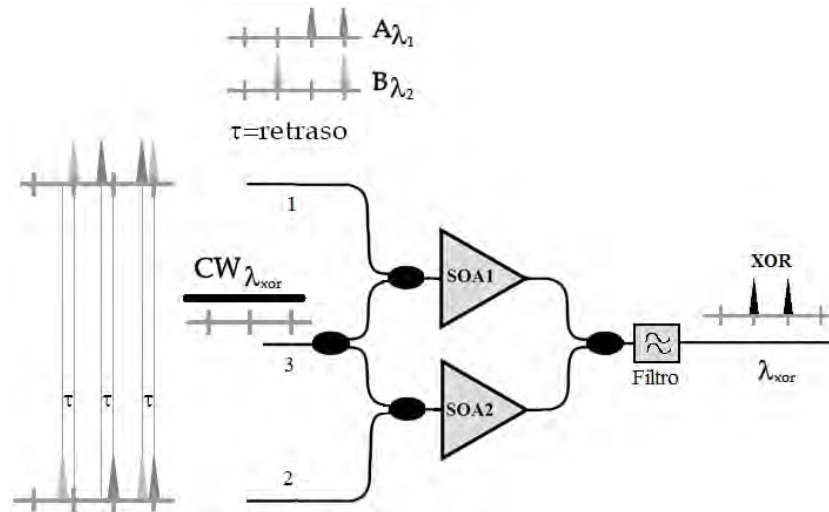 Aλ1
Bλ2
τ=retraso
1
CWλxor
3
2
τ τ τ
SOA1
SOA2
XOR
Filtro
λxor